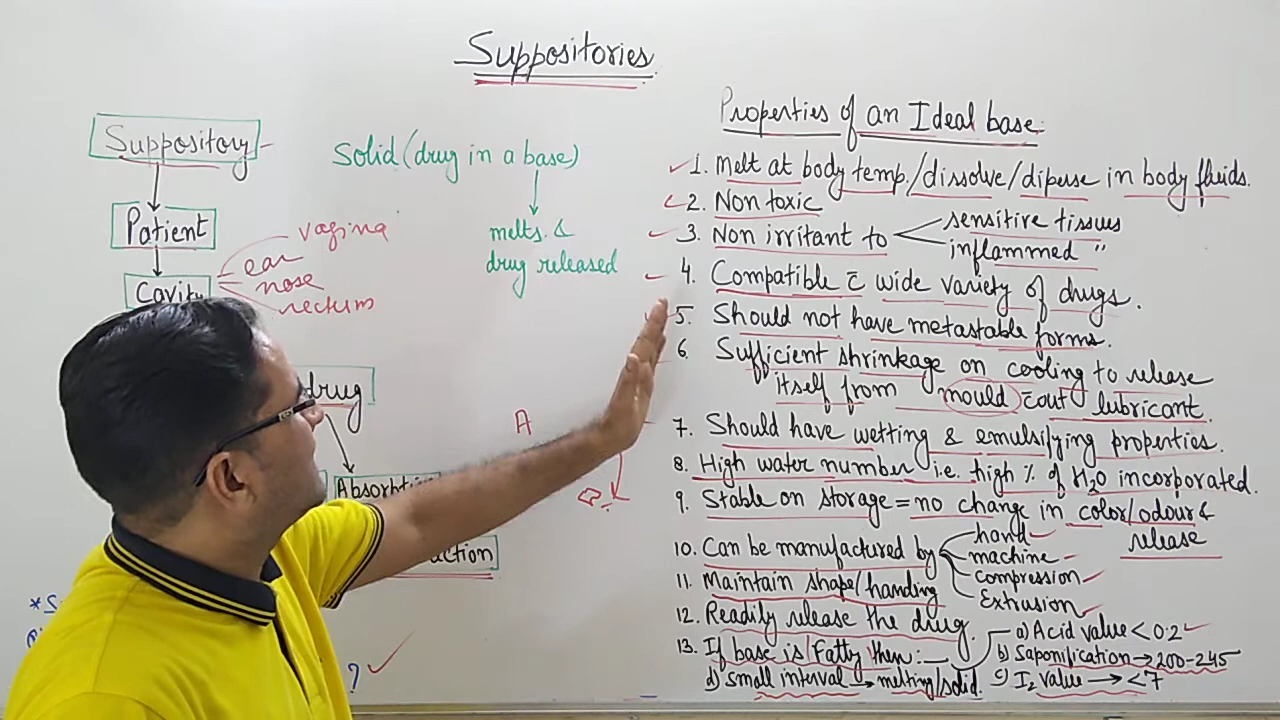 Suppositories
Suppository
Patient
Cavity
vagina
ear
nose
rectum
Solid (drug in a base)
melts &
drug released
drug
A
Properties of an Ideal base
1. Melt at body temp./dissolve/diperse in body fluids.
2. Non toxic
3. Non irritant to
sensitive tissues
inflammed "
4. Compatible c̄ wide variety of drugs.
5. Should not have metastable forms.
6. Sufficient shrinkage on cooling to release
itself from mould c̄out lubricant.
7. Should have wetting & emulsifying properties.
8. High water number i.e. high % of H2O incorporated.
9. Stable on storage = no change in color/odour &
release
10. Can be manufactured by
hand
machine
compression
Extrusion
11. Maintain shape/handing
12. Readily release the drug.
13. If base is Fatty then:
a) Acid value < 0.2
b) Saponification → 200-245
c) I2 value → < 7
d) Small interval → melting/solid.
?